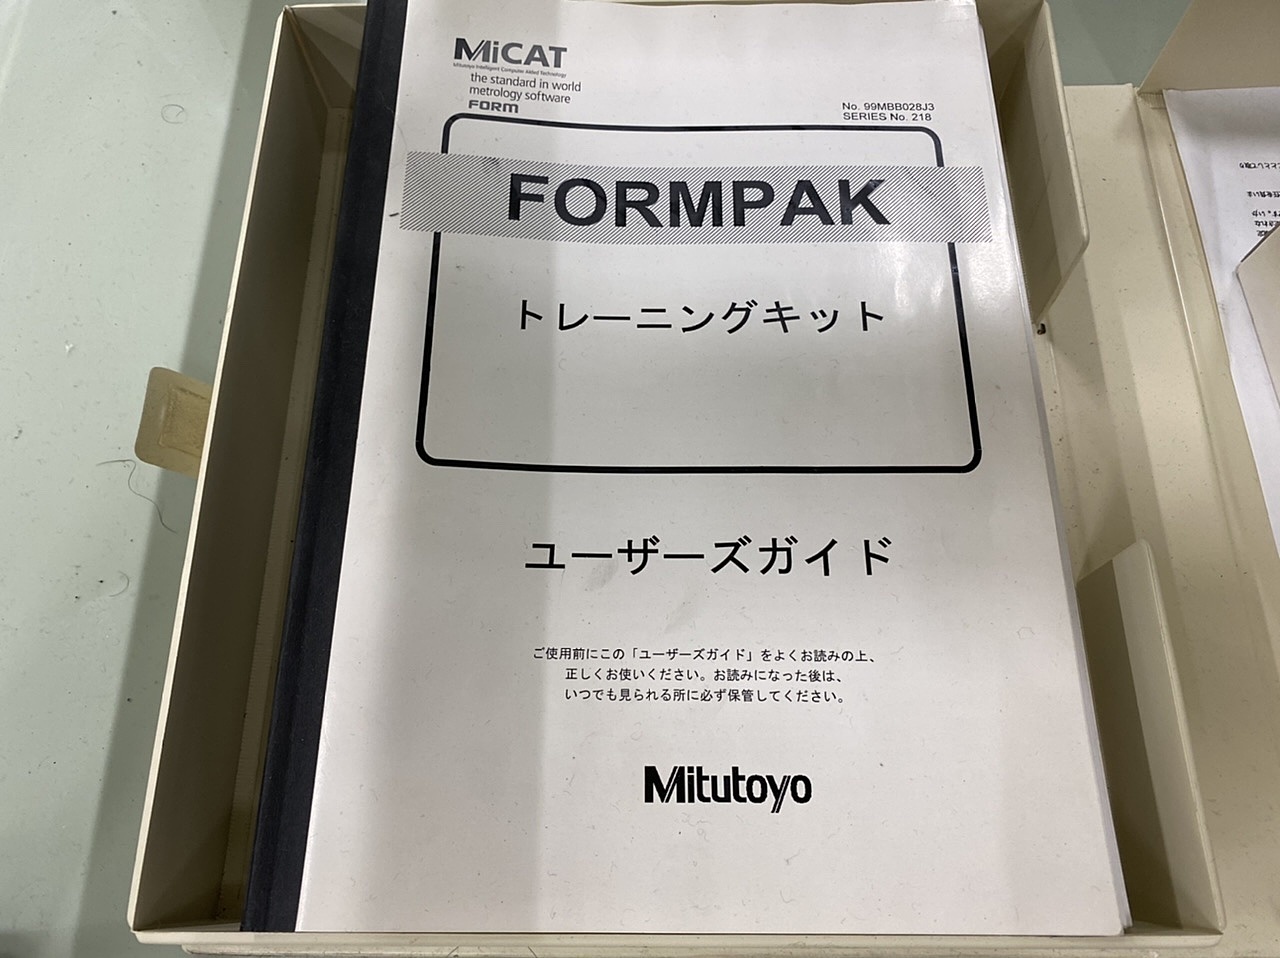 MiCAT
Mitutoyo Intelligent Computer Aided Technology
the standard in world
metrology software
FORM
No. 99MBB028J3
SERIES No. 218
FORMPAK
トレーニングキット
ユーザーズガイド
ご使用前にこの「ユーザーズガイド」をよくお読みの上、
正しくお使いください。お読みになった後は、
いつでも見られる所に必ず保管してください。
Mitutoyo